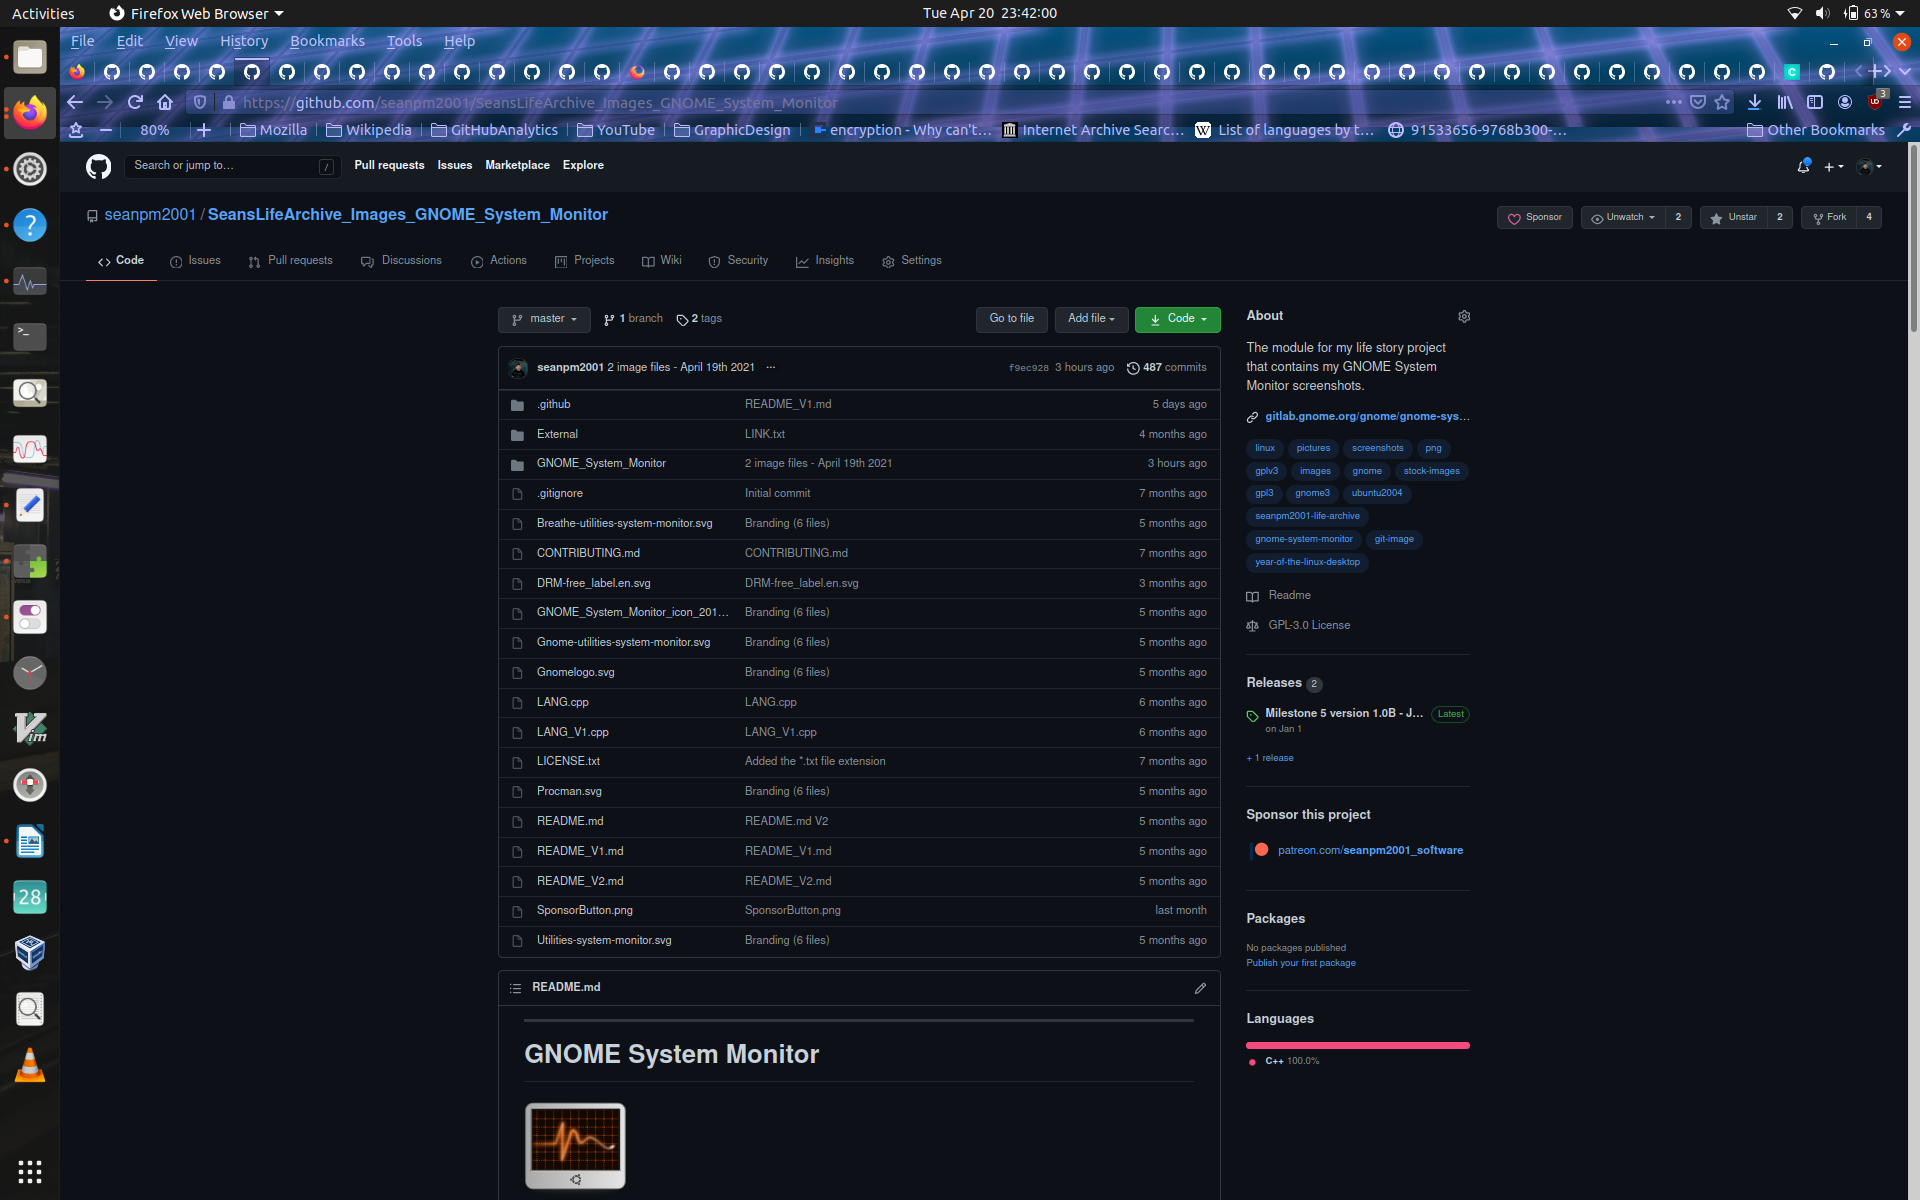 Activities Firefox Web Browser Tue Apr 20 23:42:00 63 %
File Edit View History Bookmarks Tools Help
https://github.com/seanpm2001/SeansLifeArchive_Images_GNOME_System_Monitor 3
80% Mozilla Wikipedia GitHubAnalytics YouTube GraphicDesign encryption - Why can't... Internet Archive Searc... List of languages by t... 91533656-9768b300-... Other Bookmarks
Search or jump to... / Pull requests Issues Marketplace Explore
seanpm2001 / SeansLifeArchive_Images_GNOME_System_Monitor Sponsor Unwatch 2 Unstar 2 Fork 4
Code Issues Pull requests Discussions Actions Projects Wiki Security Insights Settings
master 1 branch 2 tags Go to file Add file Code
seanpm2001 2 image files - April 19th 2021 ... f9ec928 3 hours ago 487 commits
.github README_V1.md 5 days ago
External LINK.txt 4 months ago
GNOME_System_Monitor 2 image files - April 19th 2021 3 hours ago
.gitignore Initial commit 7 months ago
Breathe-utilities-system-monitor.svg Branding (6 files) 5 months ago
CONTRIBUTING.md CONTRIBUTING.md 7 months ago
DRM-free_label.en.svg DRM-free_label.en.svg 3 months ago
GNOME_System_Monitor_icon_201... Branding (6 files) 5 months ago
Gnome-utilities-system-monitor.svg Branding (6 files) 5 months ago
Gnomelogo.svg Branding (6 files) 5 months ago
LANG.cpp LANG.cpp 6 months ago
LANG_V1.cpp LANG_V1.cpp 6 months ago
LICENSE.txt Added the *.txt file extension 7 months ago
Procman.svg Branding (6 files) 5 months ago
README.md README.md V2 5 months ago
README_V1.md README_V1.md 5 months ago
README_V2.md README_V2.md 5 months ago
SponsorButton.png SponsorButton.png last month
Utilities-system-monitor.svg Branding (6 files) 5 months ago
README.md
GNOME System Monitor
About
The module for my life story project
that contains my GNOME System
Monitor screenshots.
gitlab.gnome.org/gnome/gnome-sys...
linux pictures screenshots png
gplv3 images gnome stock-images
gpl3 gnome3 ubuntu2004
seanpm2001-life-archive
gnome-system-monitor git-image
year-of-the-linux-desktop
Readme
GPL-3.0 License
Releases 2
Milestone 5 version 1.0B - J... Latest
on Jan 1
+ 1 release
Sponsor this project
patreon.com/seanpm2001_software
Packages
No packages published
Publish your first package
Languages
C++ 100.0%
28